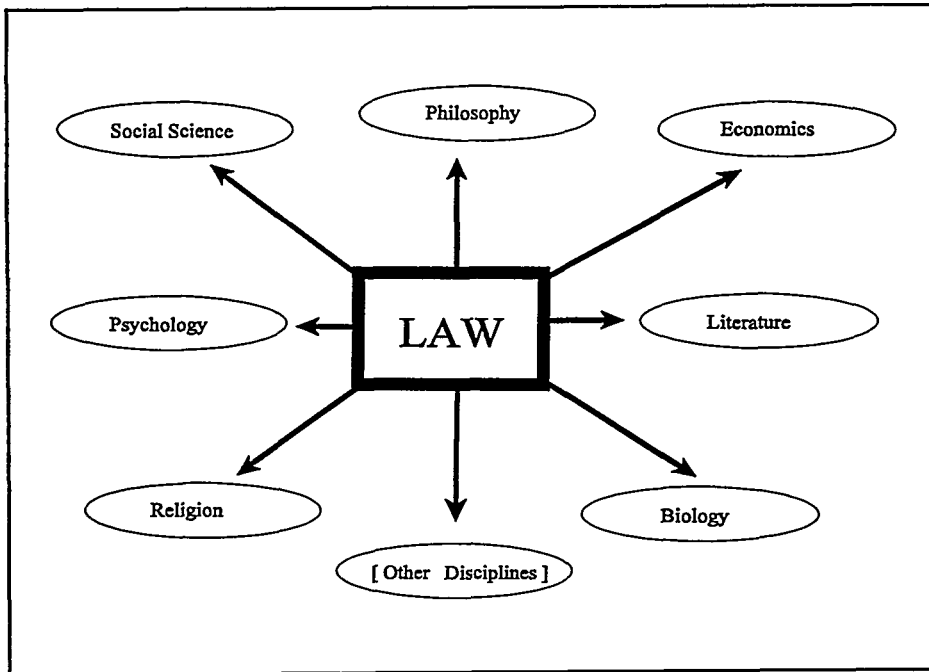 Philosophy
Social Science
Economics
Psychology
LAW
Literature
Religion
Biology
[ Other Disciplines ]